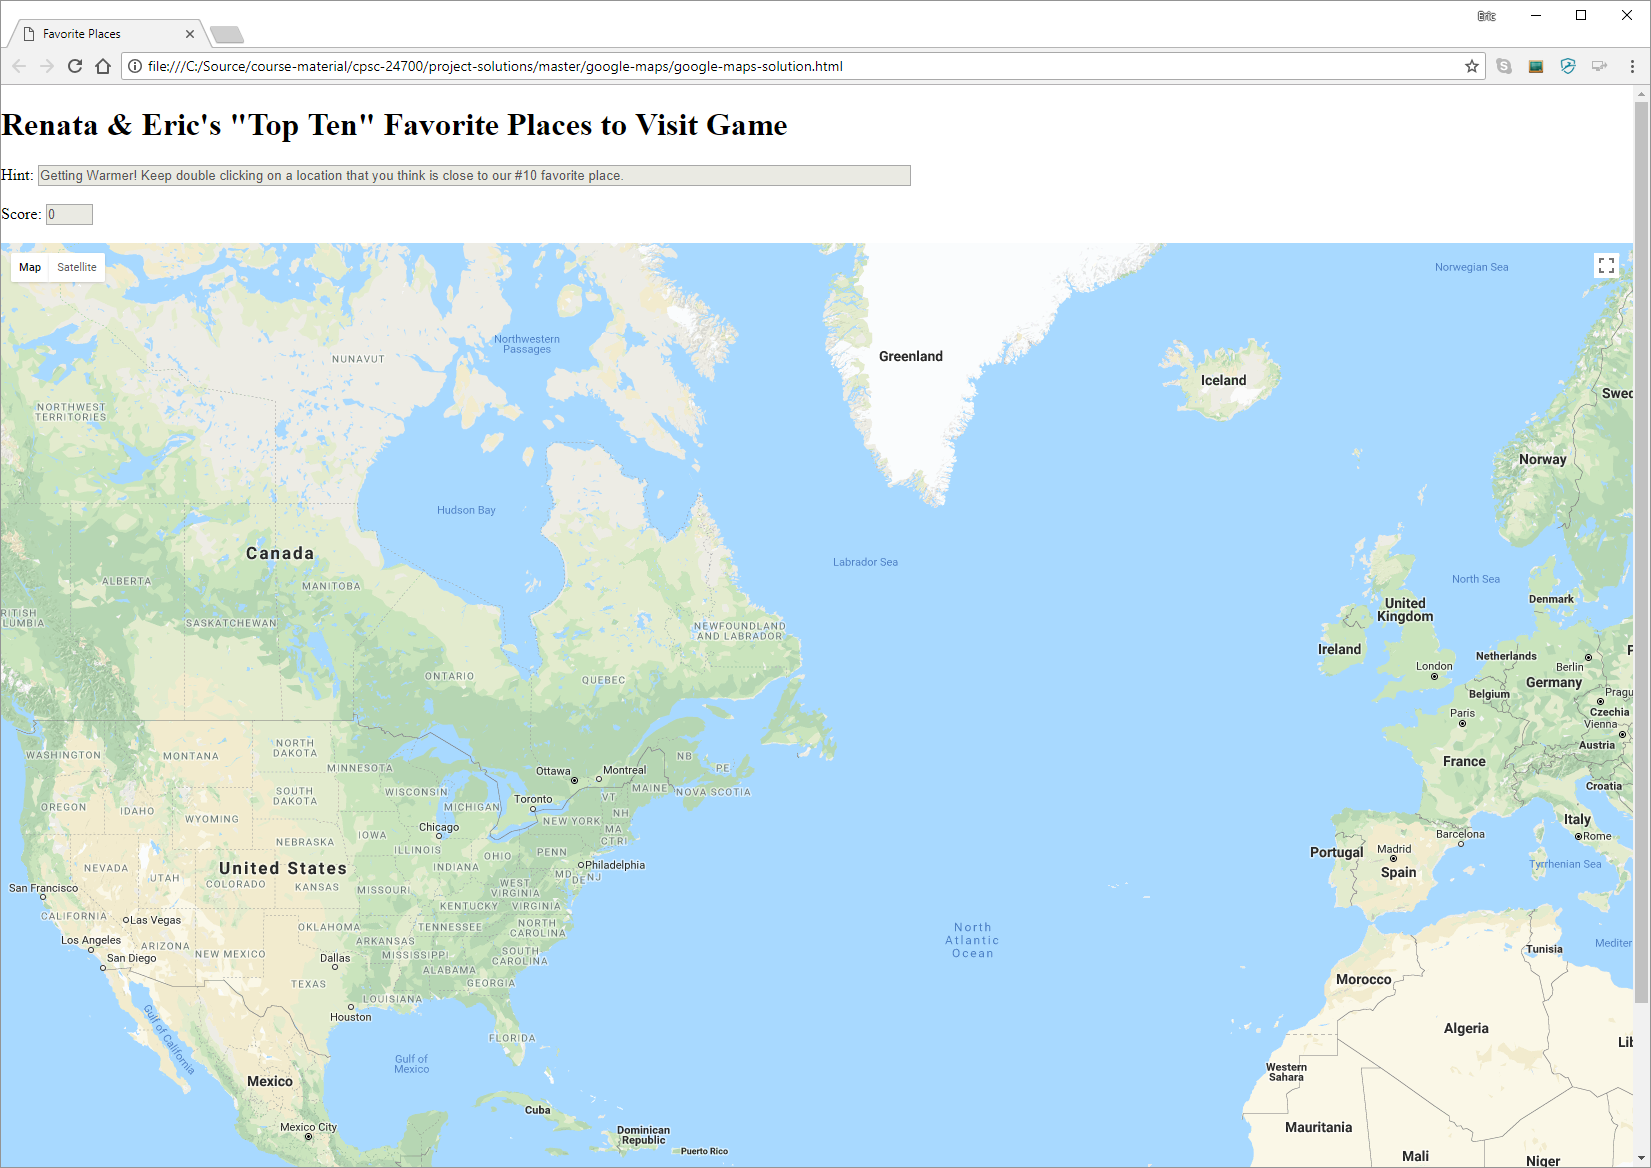 Eric
Favorite Places
file:///C:/Source/course-material/cpsc-24700/project-solutions/master/google-maps/google-maps-solution.html
Renata & Eric's "Top Ten" Favorite Places to Visit Game
Hint: Getting Warmer! Keep double clicking on a location that you think is close to our #10 favorite place.
Score: 0
Map Satellite
Norwegian Sea
Northwestern
Passages
NUNAVUT
Greenland
Iceland
Swed
NORTHWEST
TERRITORIES
Norway
Hudson Bay
Canada
Labrador Sea
ALBERTA
MANITOBA
North Sea
Denmark
United
Kingdom
RITISH
LUMBIA
SASKATCHEWAN
NEWFOUNDLAND
AND LABRADOR
Ireland
Netherlands
London
Berlin
P
ONTARIO
QUEBEC
Germany
Belgium
Pragu
Czechia
Paris
Vienna
Austria
WASHINGTON
MONTANA
NORTH
DAKOTA
MINNESOTA
Ottawa
Montreal
NB
PE
MAINE
NOVA SCOTIA
France
Croatia
OREGON
IDAHO
WYOMING
SOUTH
DAKOTA
WISCONSIN
MICHIGAN
Toronto
VT
NH
NEW YORK
MA
CT RI
Italy
Rome
Barcelona
Chicago
IOWA
NEBRASKA
ILLINOIS
INDIANA
OHIO
PENN
Philadelphia
MD
DE
NJ
Portugal
Madrid
Spain
Tyrrhenian Sea
NEVADA
UTAH
United States
COLORADO
KANSAS
MISSOURI
WEST
VIRGINIA
VIRGINIA
KENTUCKY
San Francisco
CALIFORNIA
Las Vegas
OKLAHOMA
TENNESSEE
NORTH
CAROLINA
North
Atlantic
Ocean
Los Angeles
ARIZONA
NEW MEXICO
ARKANSAS
MISSISSIPPI
SOUTH
CAROLINA
Tunisia
Mediter
San Diego
Dallas
ALABAMA
GEORGIA
TEXAS
LOUISIANA
Morocco
Houston
Gulf of California
FLORIDA
Algeria
Lib
Gulf of
Mexico
Mexico
Western
Sahara
Cuba
Mexico City
Dominican
Republic
Puerto Rico
Mauritania
Mali
Niger